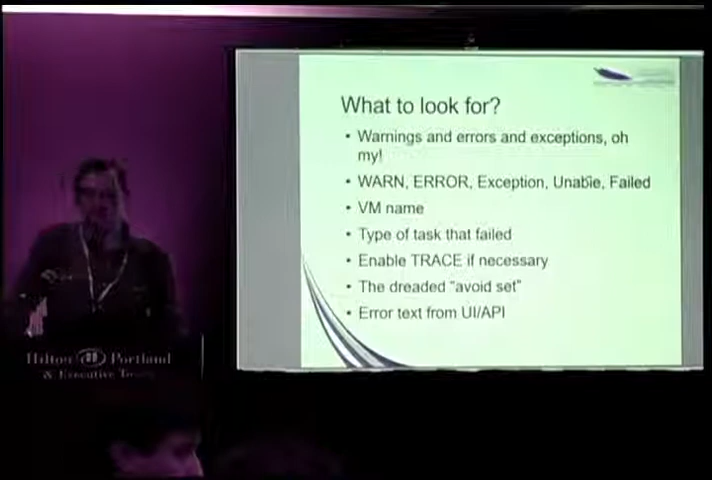 What to look for?
• Warnings and errors and exceptions, oh
my!
• WARN, ERROR, Exception, Unable, Failed
• VM name
• Type of task that failed
• Enable TRACE if necessary
• The dreaded "avoid set"
• Error text from UI/API
Hilton Portland
& Executive Tower